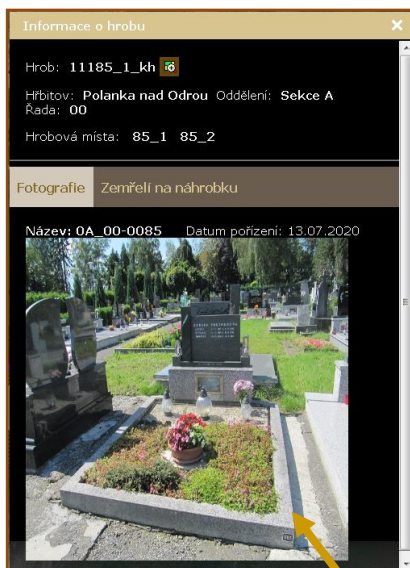 Informace o hrobu
Hrob: 11185_1_kh
Hřbitov: Polanka nad Odrou Oddělení: Sekce A
Řada: 00
Hrobová místa: 85_1 85_2
Fotografie Zemřelí na náhrobku
Název: 0A_00-0085 Datum pořízení: 13.07.2020